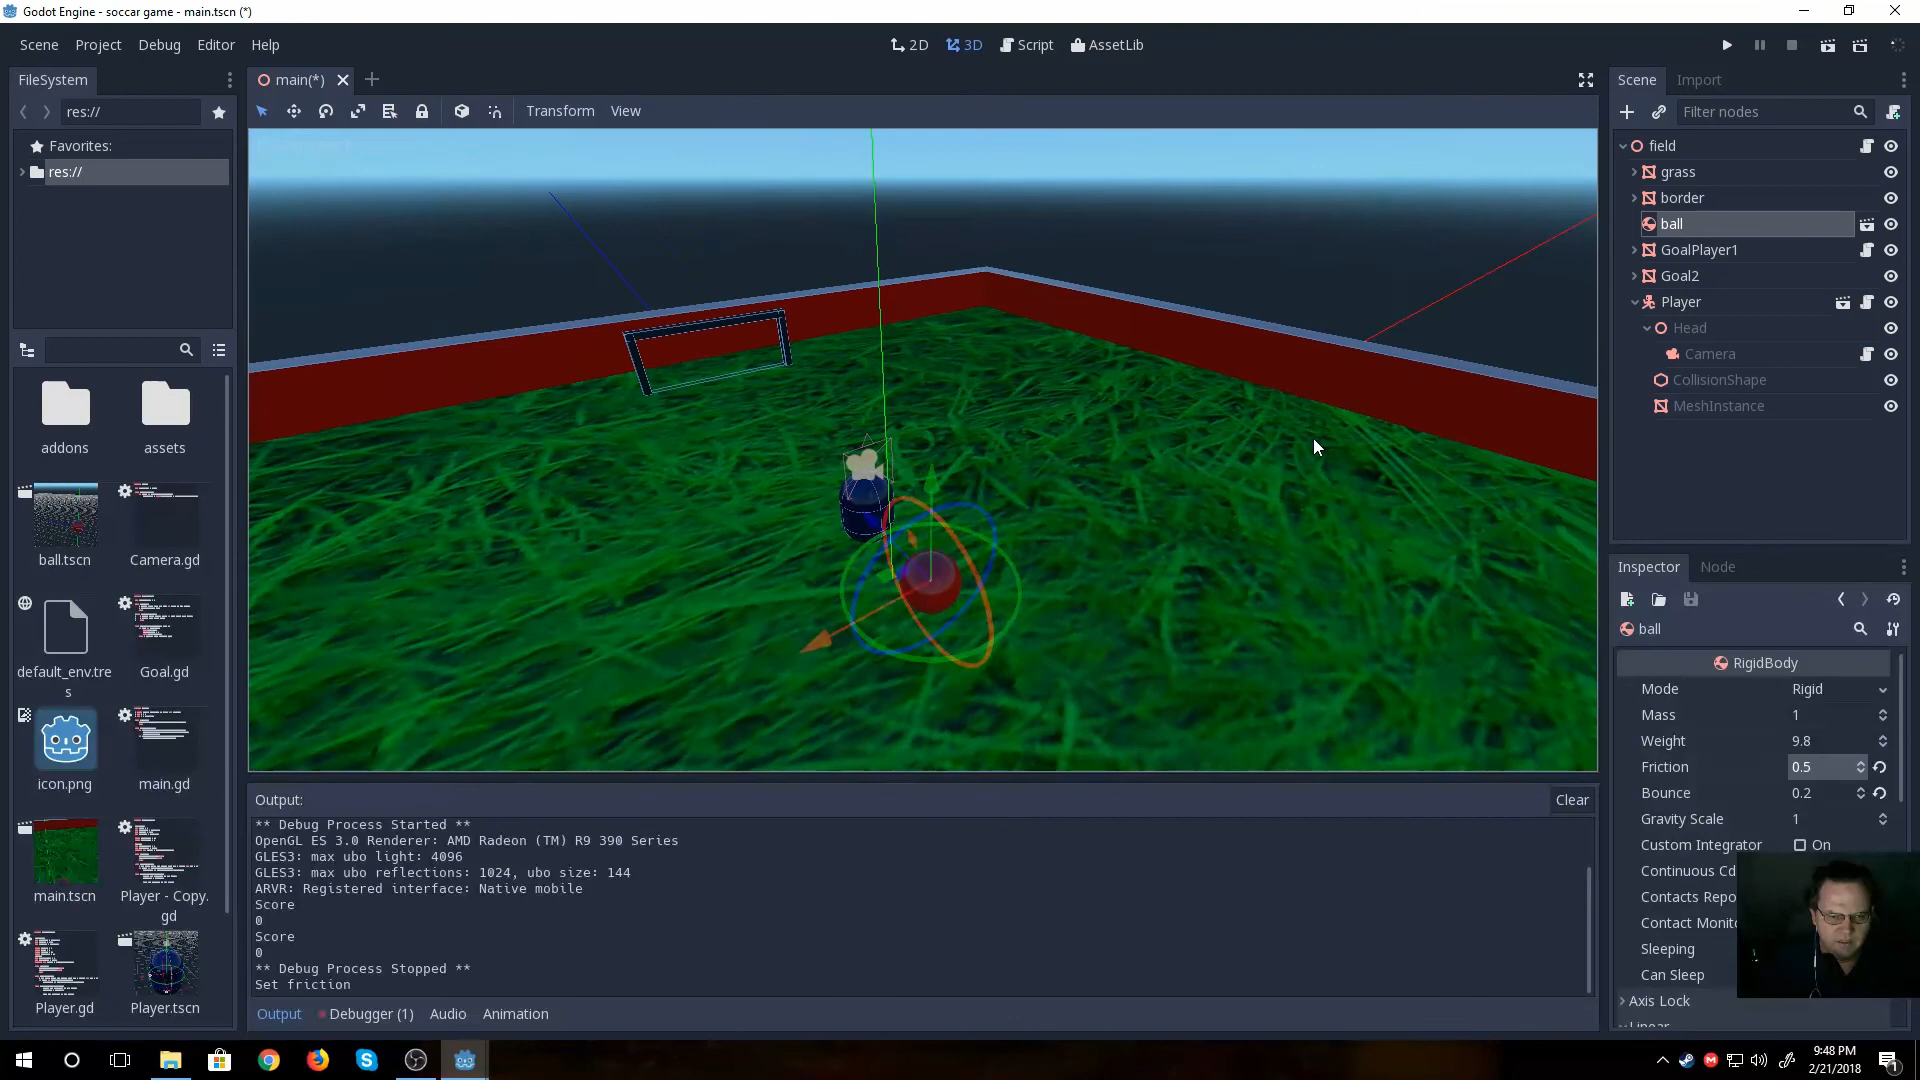 Godot Engine - soccar game - main.tscn (*)
Scene Project Debug Editor Help
2D 3D Script AssetLib
FileSystem
res://
Favorites:
res://
addons
assets
ball.tscn
Camera.gd
default_env.tre
s
Goal.gd
icon.png
main.gd
main.tscn
Player - Copy.
gd
Player.gd
Player.tscn
main(*)
Transform View
Output:
Clear
** Debug Process Started **
OpenGL ES 3.0 Renderer: AMD Radeon (TM) R9 390 Series
GLES3: max ubo light: 4096
GLES3: max ubo reflections: 1024, ubo size: 144
ARVR: Registered interface: Native mobile
Score
0
Score
0
** Debug Process Stopped **
Set friction
Output Debugger (1) Audio Animation
Scene Import
Filter nodes
field
grass
border
ball
GoalPlayer1
Goal2
Player
Head
Camera
CollisionShape
MeshInstance
Inspector Node
ball
RigidBody
Mode Rigid
Mass 1
Weight 9.8
Friction 0.5
Bounce 0.2
Gravity Scale 1
Custom Integrator On
Continuous Cd
Contacts Repo
Contact Monito
Sleeping
Can Sleep
Axis Lock
Linear
9:48 PM
2/21/2018